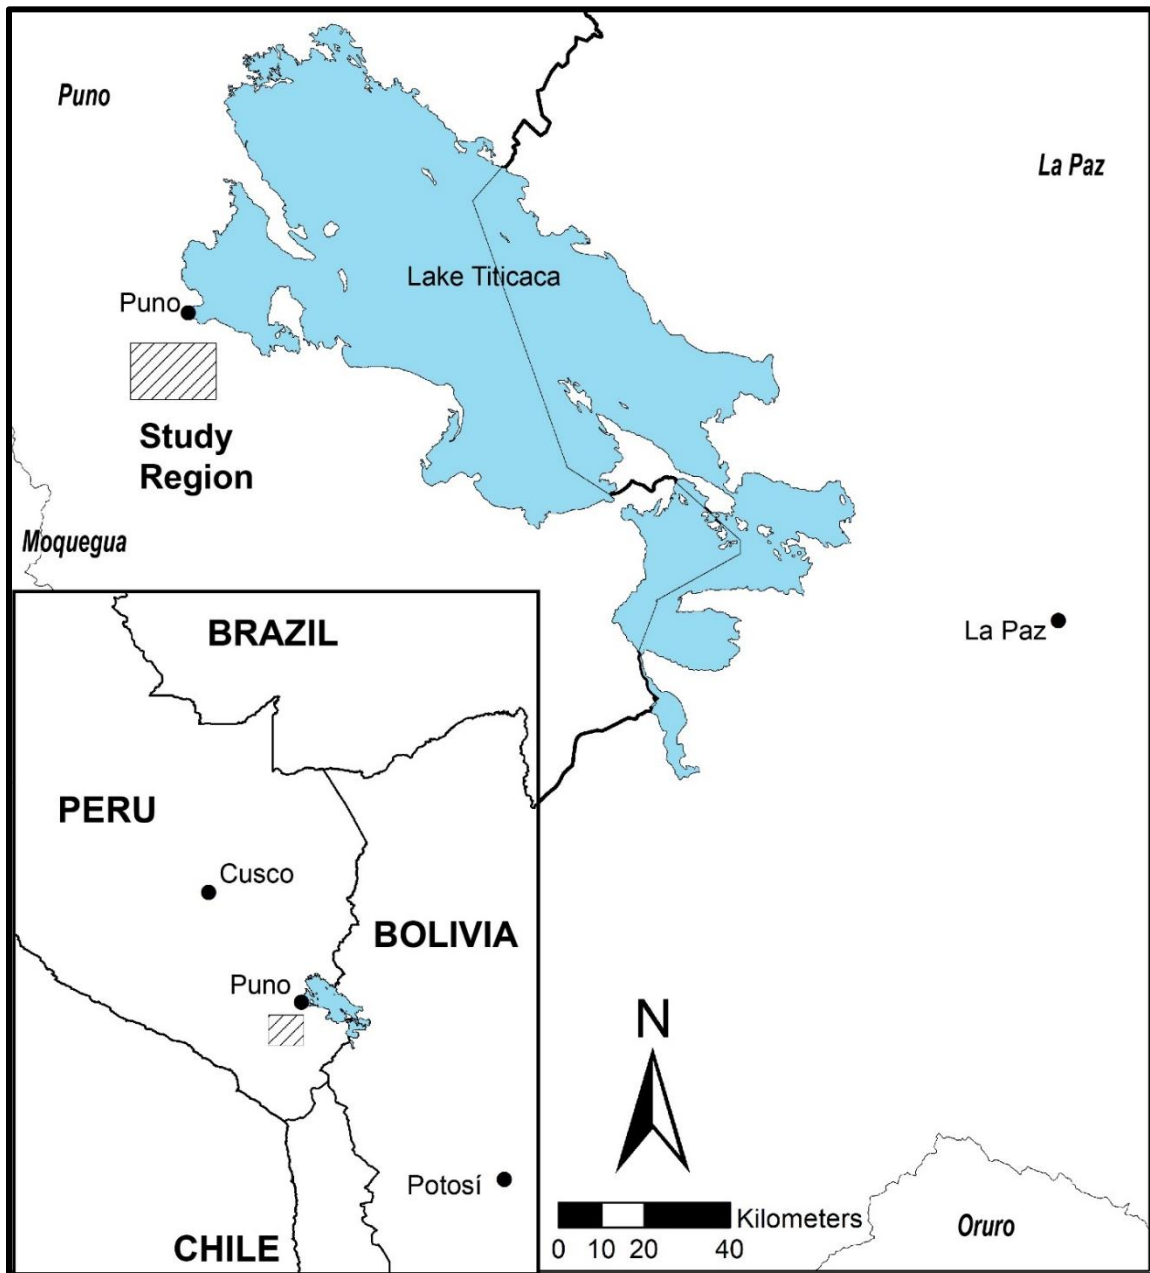 Puno
La Paz
Lake Titicaca
Puno
Study
Region
Moquegua
La Paz
BRAZIL
PERU
Cusco
BOLIVIA
Puno
Potosí
CHILE
N
Kilometers
0 10 20 40
Oruro